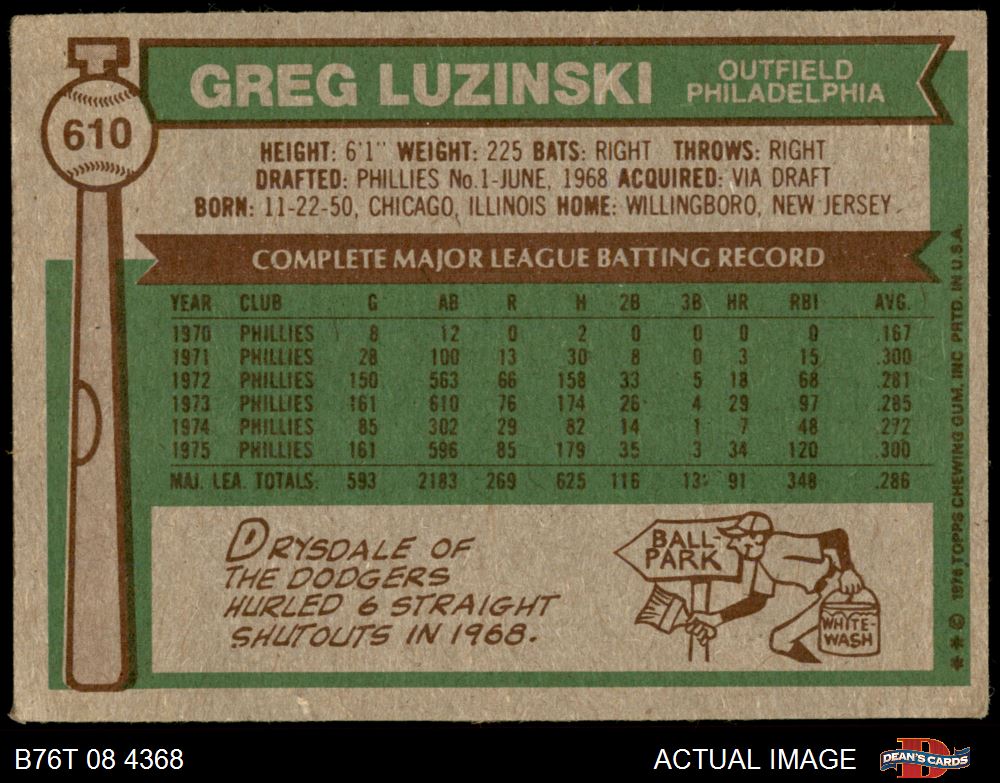 610
GREG LUZINSKI
OUTFIELD
PHILADELPHIA
HEIGHT: 6'1" WEIGHT: 225 BATS: RIGHT THROWS: RIGHT
DRAFTED: PHILLIES No.1-JUNE, 1968 ACQUIRED: VIA DRAFT
BORN: 11-22-50, CHICAGO, ILLINOIS HOME: WILLINGBORO, NEW JERSEY.
COMPLETE MAJOR LEAGUE BATTING RECORD
YEAR CLUB G AB R H 2B 3B HR RBI AVG.
1970 PHILLIES 8 12 0 2 0 0 0 0 .167
1971 PHILLIES 28 100 13 30 8 0 3 15 .300
1972 PHILLIES 150 563 66 158 33 5 18 68 .281
1973 PHILLIES 161 610 76 174 26 4 29 97 .285
1974 PHILLIES 85 302 29 82 14 1 7 48 .272
1975 PHILLIES 161 596 85 179 35 3 34 120 .300
MAJ. LEA. TOTALS. 593 2183 269 625 116 13 91 348 .286
DRYSDALE OF
THE DODGERS
HURLED 6 STRAIGHT
SHUTOUTS IN 1968.
BALL-
PARK
WHITE-
WASH
** © 1976 TOPPS CHEWING GUM, INC PRTD. IN U.S.A.
B76T 08 4368
ACTUAL IMAGE
DEAN'S CARDS